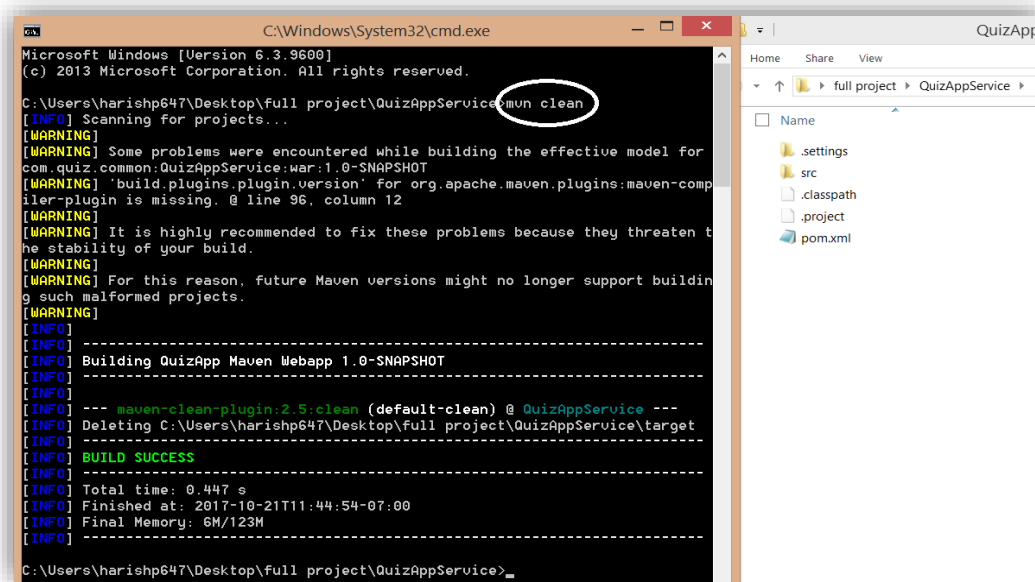 C:\Windows\System32\cmd.exe
Microsoft Windows [Version 6.3.9600]
(c) 2013 Microsoft Corporation. All rights reserved.
C:\Users\harishp647\Desktop\full project\QuizAppService>mvn clean
[INFO] Scanning for projects...
[WARNING]
[WARNING] Some problems were encountered while building the effective model for
com.quiz.common:QuizAppService:war:1.0-SNAPSHOT
[WARNING] 'build.plugins.plugin.version' for org.apache.maven.plugins:maven-comp
iler-plugin is missing. @ line 96, column 12
[WARNING]
[WARNING] It is highly recommended to fix these problems because they threaten t
he stability of your build.
[WARNING]
[WARNING] For this reason, future Maven versions might no longer support buildin
g such malformed projects.
[WARNING]
[INFO]
[INFO] ------------------------------------------------------------------------
[INFO] Building QuizApp Maven Webapp 1.0-SNAPSHOT
[INFO] ------------------------------------------------------------------------
[INFO]
[INFO] --- maven-clean-plugin:2.5:clean (default-clean) @ QuizAppService ---
[INFO] Deleting C:\Users\harishp647\Desktop\full project\QuizAppService\target
[INFO] ------------------------------------------------------------------------
[INFO] BUILD SUCCESS
[INFO] ------------------------------------------------------------------------
[INFO] Total time: 0.447 s
[INFO] Finished at: 2017-10-21T11:44:54-07:00
[INFO] Final Memory: 6M/123M
[INFO] ------------------------------------------------------------------------
C:\Users\harishp647\Desktop\full project\QuizAppService>_
QuizApp
Home Share View
full project QuizAppService
Name
.settings
src
.classpath
.project
pom.xml